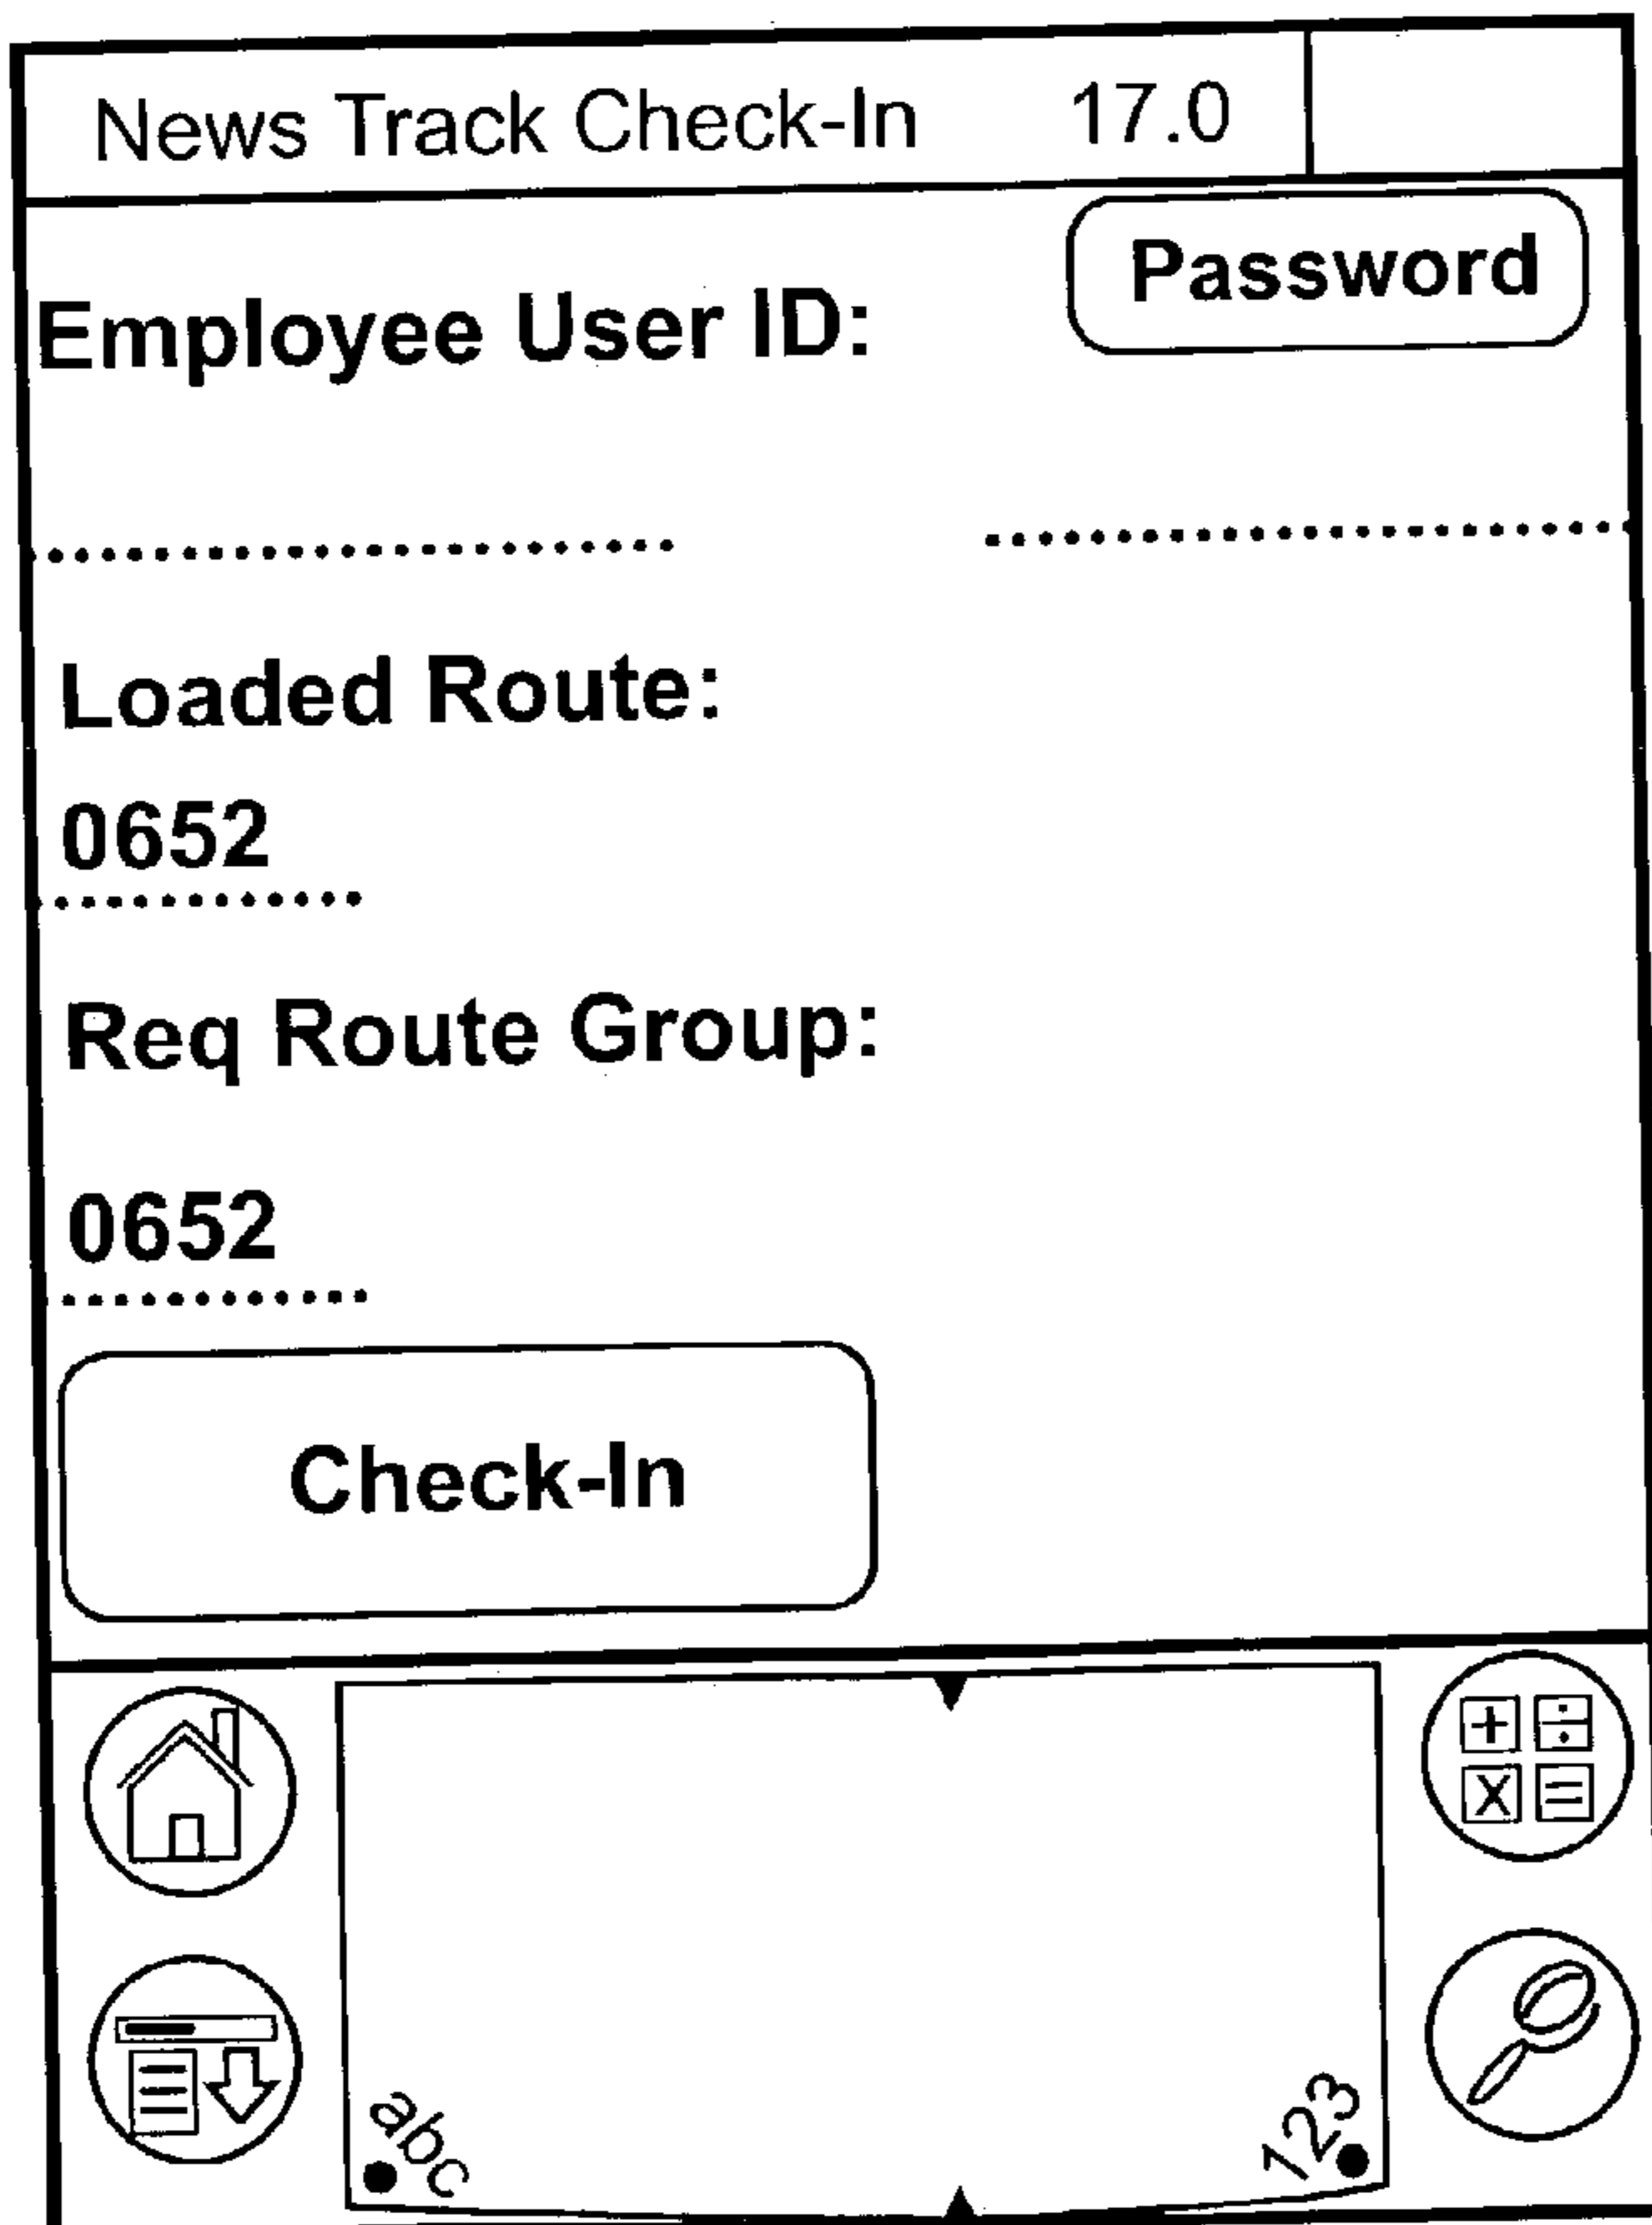 News Track Check-In 17.0
Password
Employee User ID:
Loaded Route:
0652
Req Route Group:
0652
Check-In
+ ÷
X =
abc 123